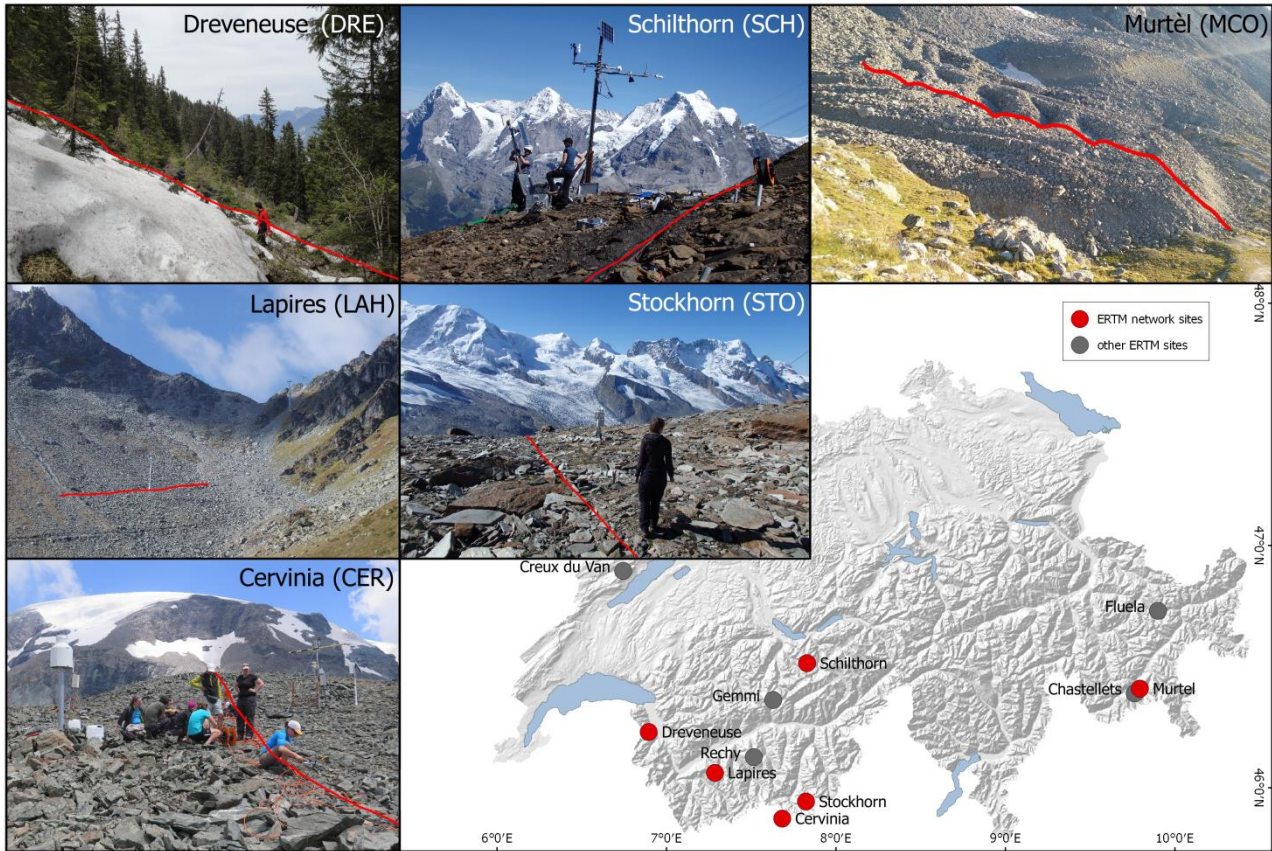 Dreveneuse (DRE)
Schilthorn (SCH)
Murtèl (MCO)
Lapires (LAH)
Stockhorn (STO)
Cervinia (CER)
ERTM network sites
other ERTM sites
48°0'N
47°0'N
46°0'N
Creux du Van
Fluela
Schilthorn
Gemmi
Chastellets
Murtel
Dreveneuse
Rechy
Lapires
Stockhorn
Cervinia
6°0'E
7°0'E
8°0'E
9°0'E
10°0'E